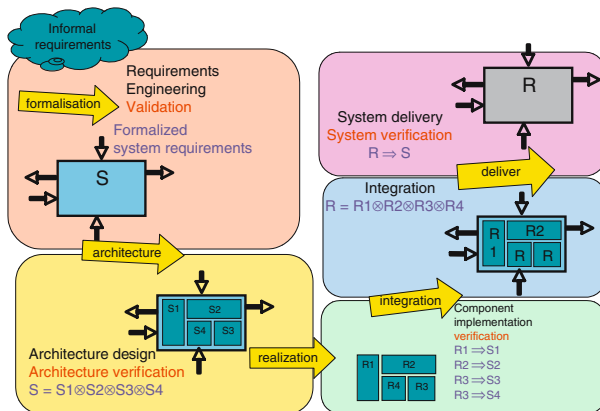 Informal
requirements
Requirements
Engineering
Validation
formalisation
Formalized
system requirements
S
architecture
S1
S2
S4
S3
Architecture design
Architecture verification
S = S1⊗S2⊗S3⊗S4
realization
R1
R2
R4
R3
Component
implementation
verification
R1⇒S1
R2⇒S2
R3⇒S3
R3⇒S4
integration
Integration
R = R1⊗R2⊗R3⊗R4
R
1
R2
R
R
deliver
System delivery
System verification
R ⇒ S
R